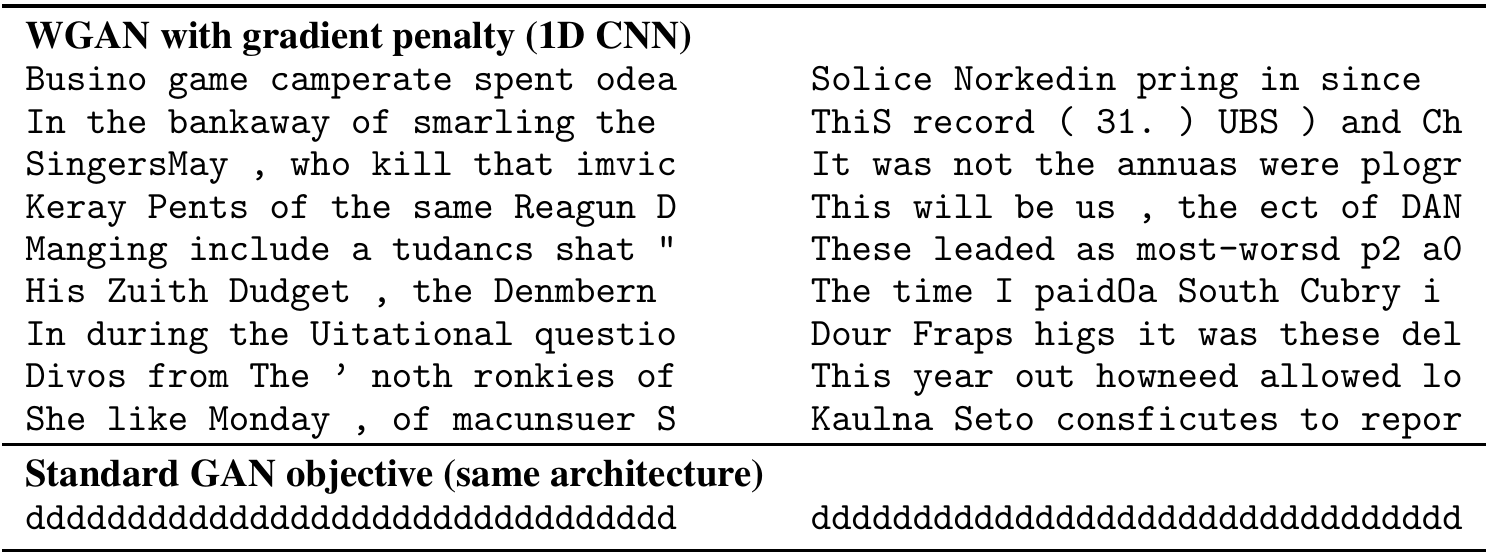 WGAN with gradient penalty (1D CNN)
Busino game camperate spent odea Solice Norkedin pring in since
In the bankaway of smarling the ThiS record ( 31. ) UBS ) and Ch
SingersMay , who kill that imvic It was not the annuas were plogr
Keray Pents of the same Reagun D This will be us , the ect of DAN
Manging include a tudancs shat " These leaded as most-worsd p2 a0
His Zuith Dudget , the Denmbern The time I paidOa South Cubry i
In during the Uitational questio Dour Fraps higs it was these del
Divos from The ’ noth ronkies of This year out howneed allowed lo
She like Monday , of macunsuer S Kaulna Seto consficutes to repor
Standard GAN objective (same architecture)
dddddddddddddddddddddddddddddddd dddddddddddddddddddddddddddddddd